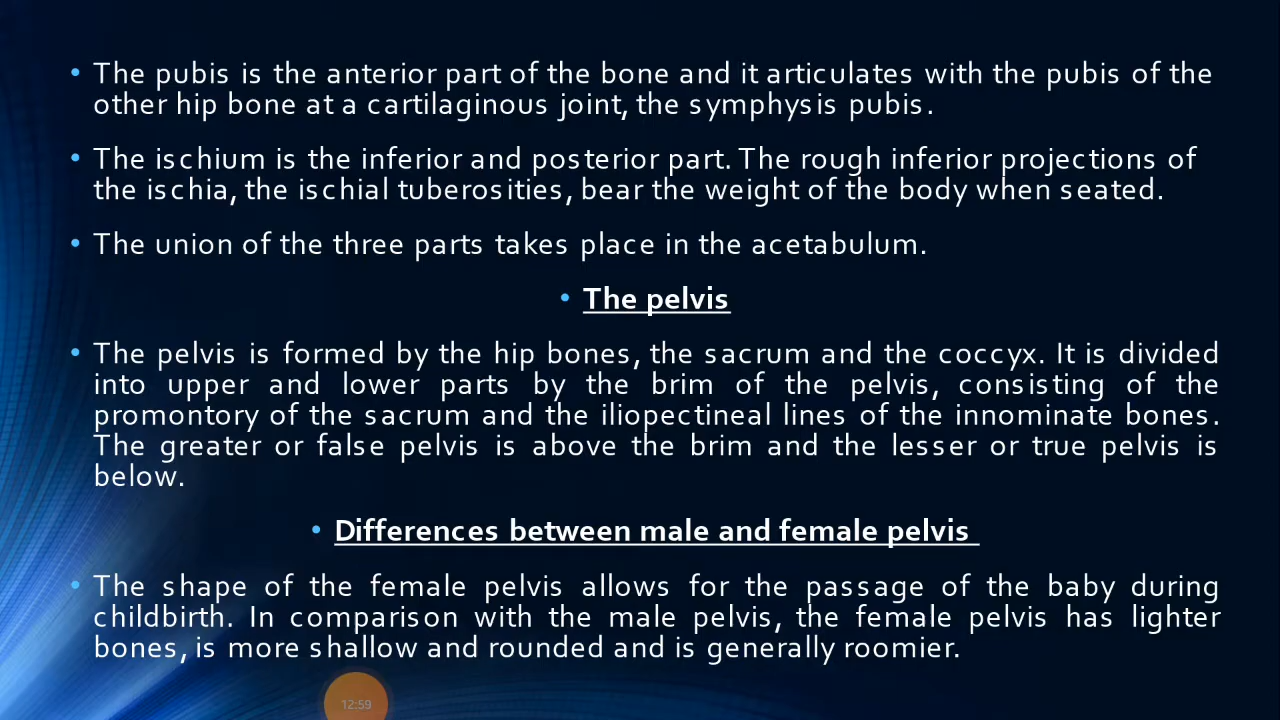 • The pubis is the anterior part of the bone and it articulates with the pubis of the
other hip bone at a cartilaginous joint, the symphysis pubis.
• The ischium is the inferior and posterior part. The rough inferior projections of
the ischia, the ischial tuberosities, bear the weight of the body when seated.
• The union of the three parts takes place in the acetabulum.
• The pelvis
• The pelvis is formed by the hip bones, the sacrum and the coccyx. It is divided
into upper and lower parts by the brim of the pelvis, consisting of the
promontory of the sacrum and the iliopectineal lines of the innominate bones.
The greater or false pelvis is above the brim and the lesser or true pelvis is
below.
• Differences between male and female pelvis
• The shape of the female pelvis allows for the passage of the baby during
childbirth. In comparison with the male pelvis, the female pelvis has lighter
bones, is more shallow and rounded and is generally roomier.
12:59